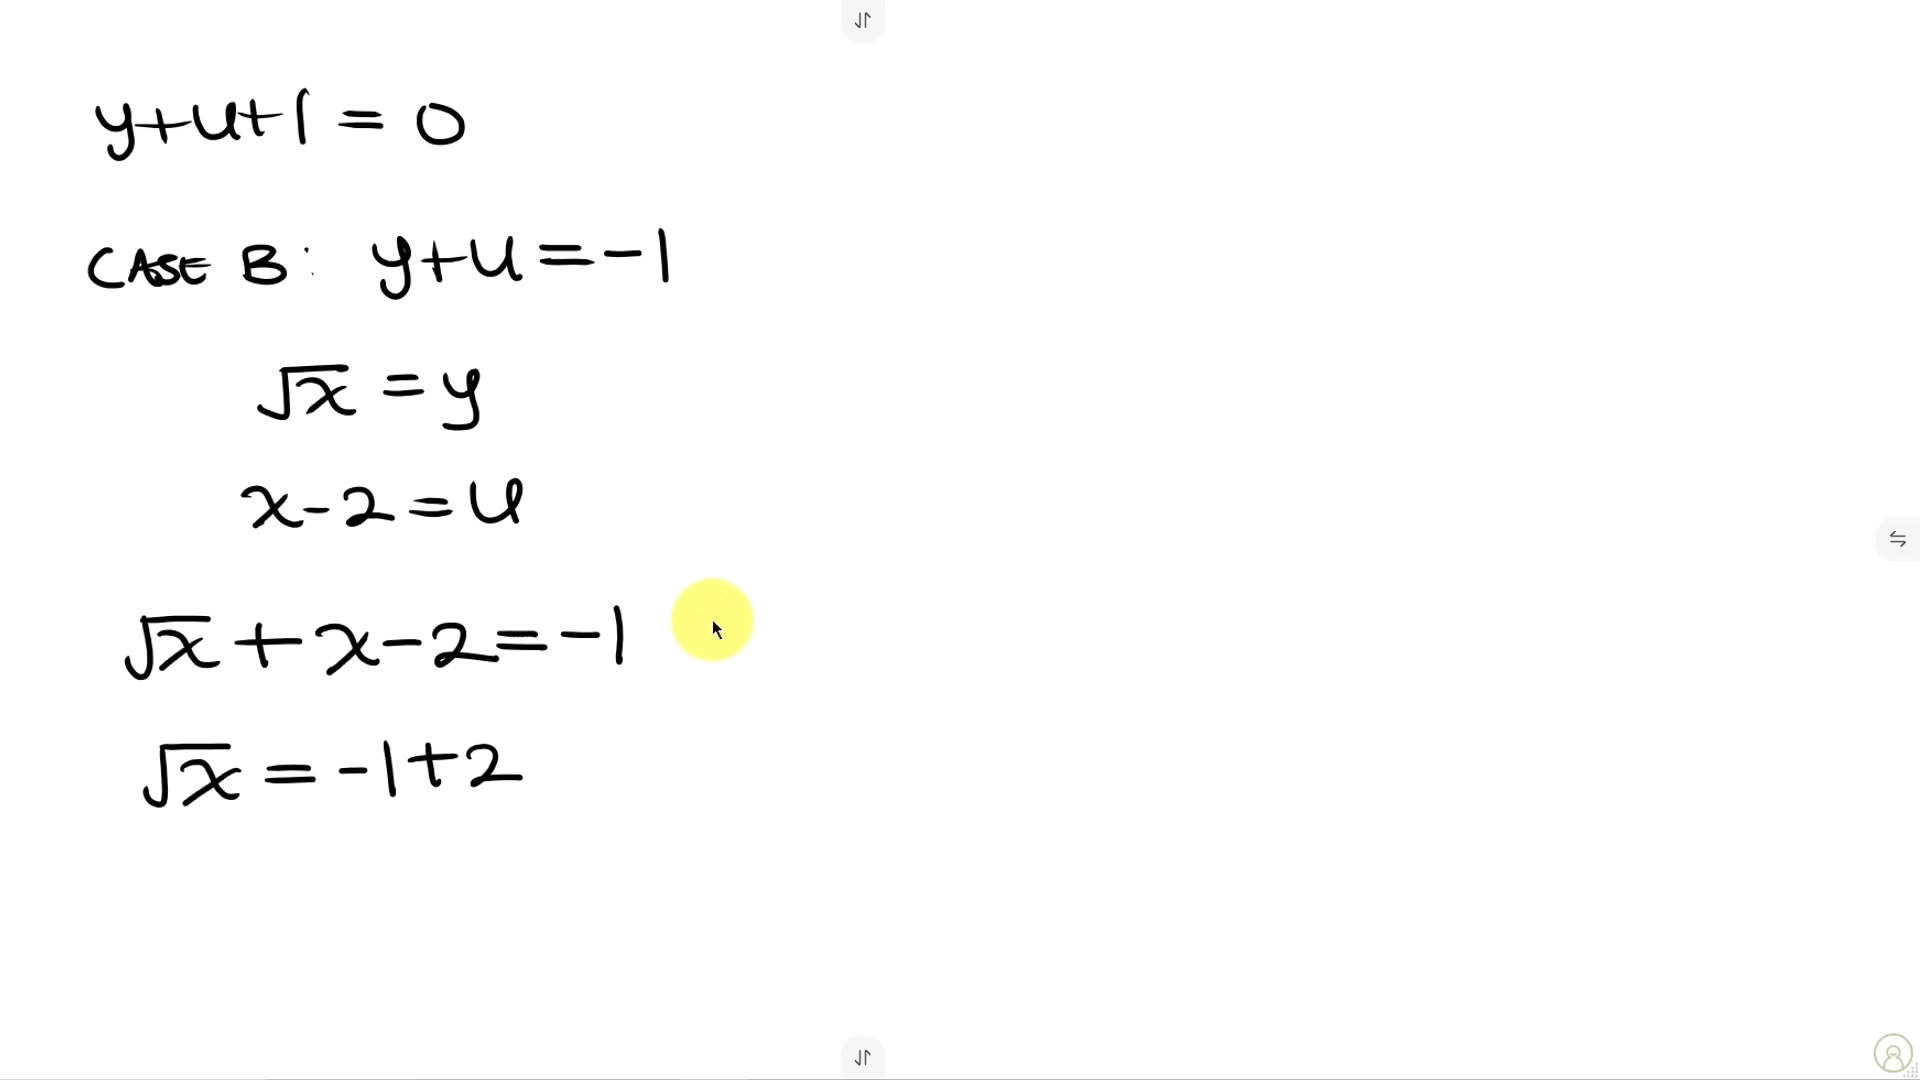 y+u+1 = 0
CASE B: y+u=-1
√x = y
x-2=u
√x + x-2=-1
√x = -1+2